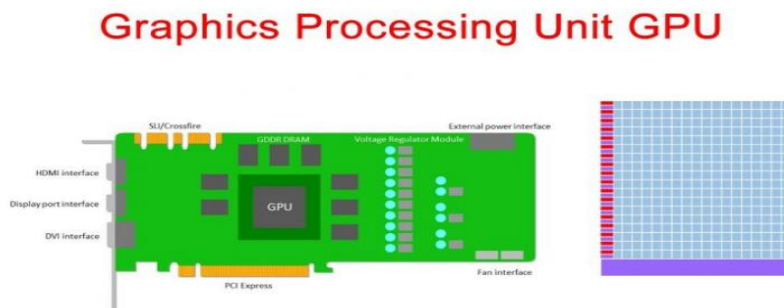 Graphics Processing Unit GPU
SLI/Crossfire
External power interface
GDDR DRAM
Voltage Regulator Module
HDMI interface
Display port interface
GPU
DVI interface
Fan interface
PCI Express